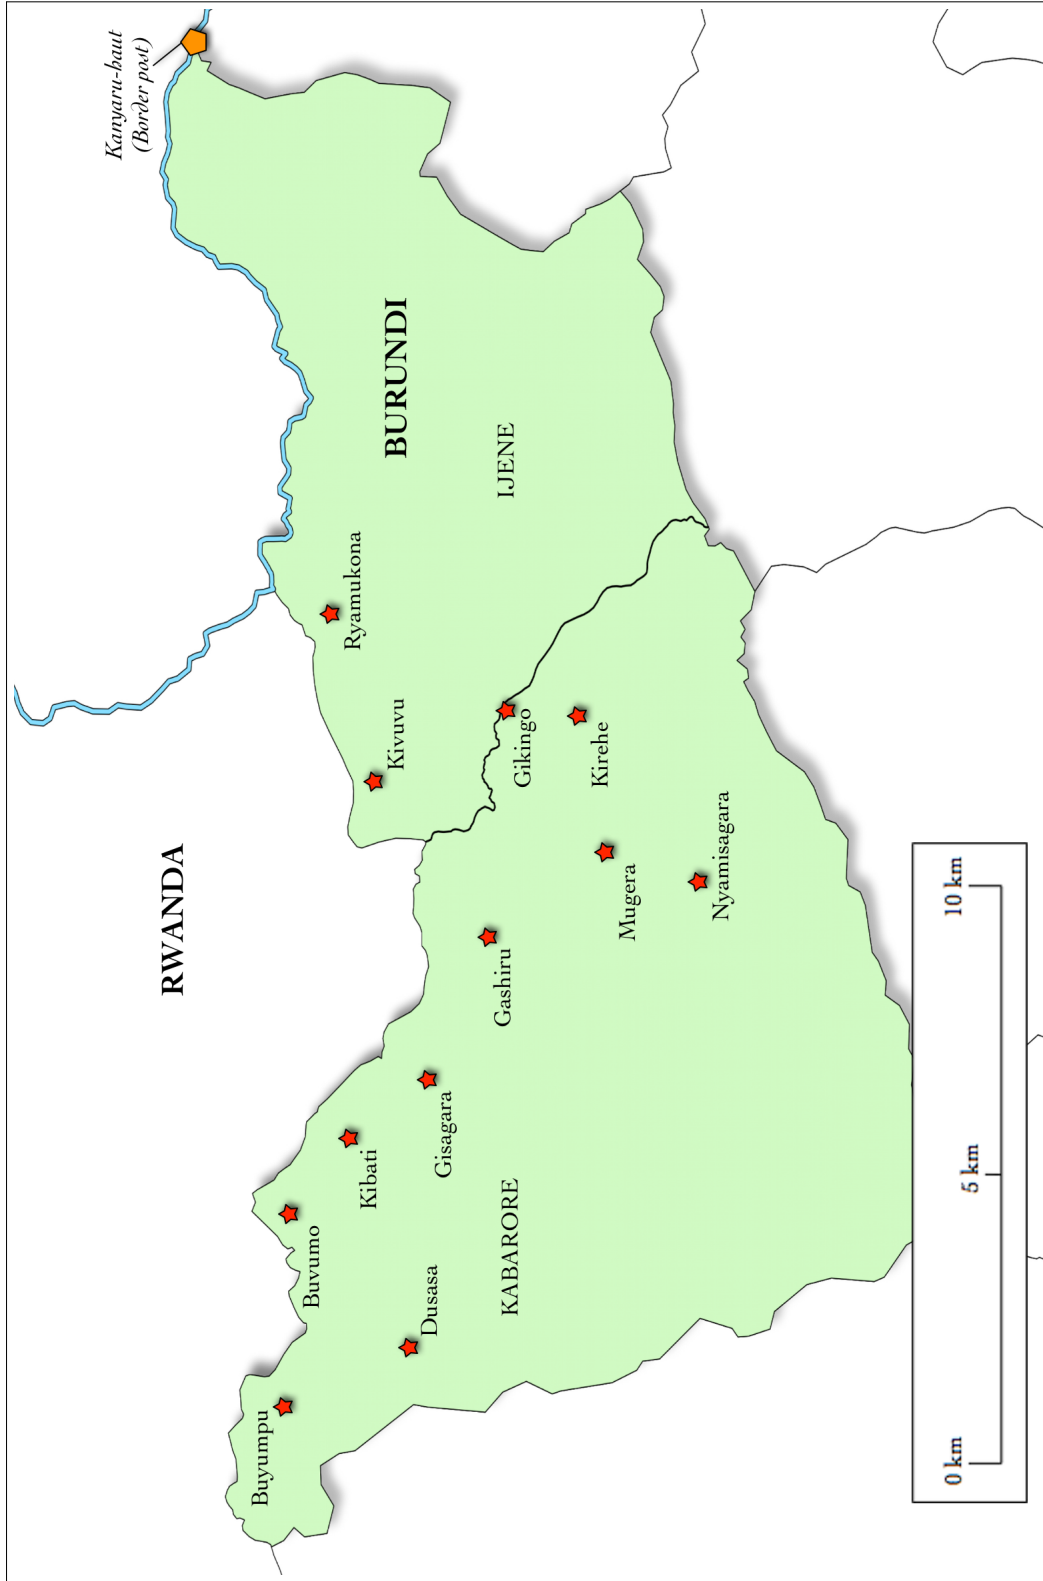 Kanyaru-haut
(Border post)
RWANDA
BURUNDI
IJENE
Ryamukona
Kivuvu
Gikingo
Kirehe
Mugera
Nyamisagara
Gashiru
Gisagara
Kibati
Buvumo
KABARORE
Dusasa
Buyumpu
0 km
5 km
10 km